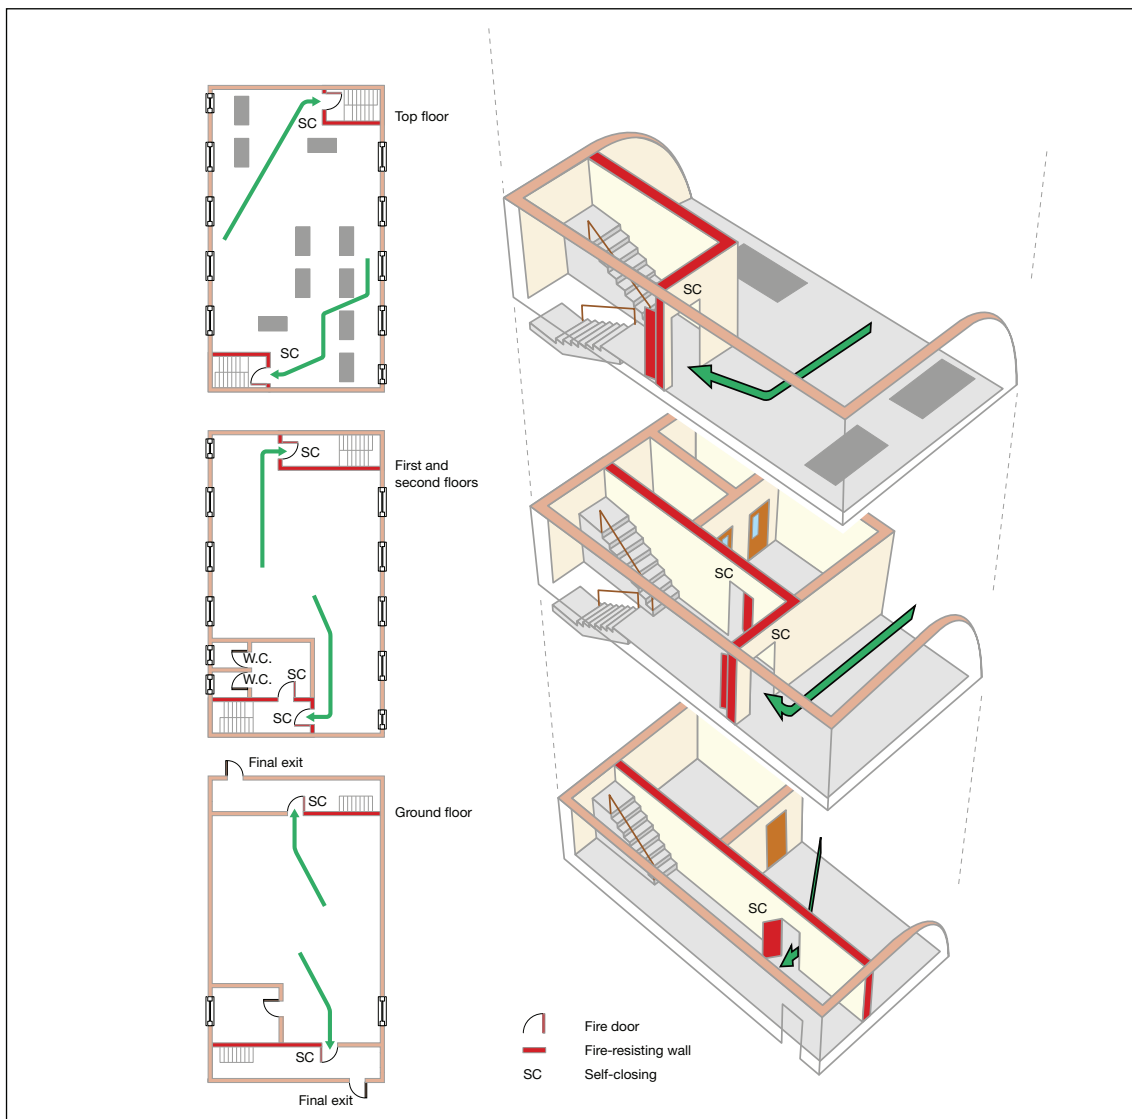 SC
Top floor
SC
SC
First and
second floors
W.C.
W.C.
SC
SC
Final exit
SC
Ground floor
SC
Final exit
SC
SC
SC
SC
Fire door
Fire-resisting wall
SC
Self-closing